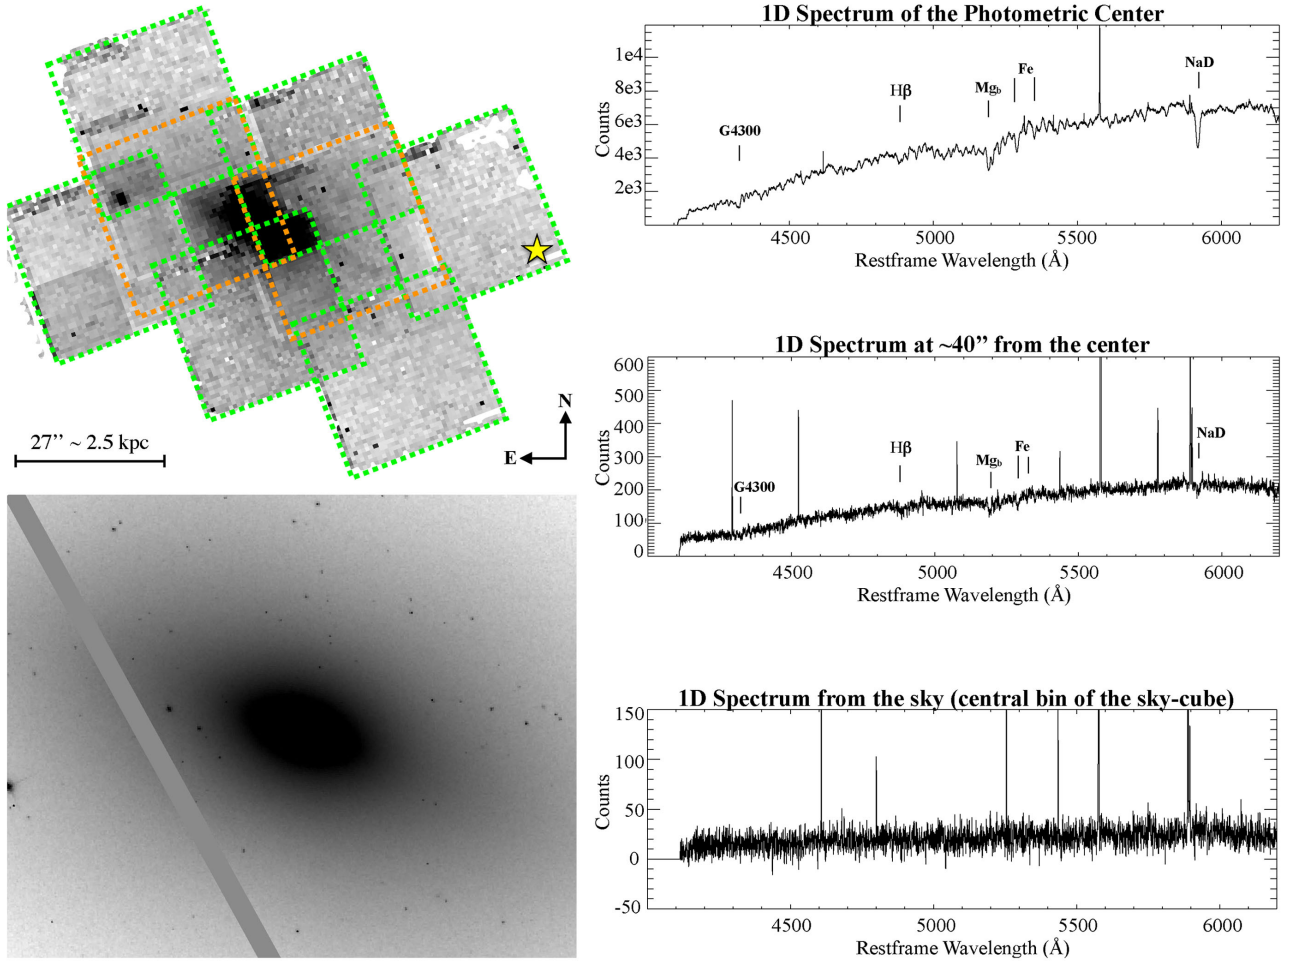 27’’ ~ 2.5 kpc
N
E
1D Spectrum of the Photometric Center
1e4
8e3
6e3
4e3
2e3
Counts
G4300
Hβ
Mgb
Fe
NaD
4500 5000 5500 6000
Restframe Wavelength (Å)
1D Spectrum at ~40’’ from the center
600
500
400
300
200
100
0
Counts
G4300
Hβ
Mgb
Fe
NaD
4500 5000 5500 6000
Restframe Wavelength (Å)
1D Spectrum from the sky (central bin of the sky-cube)
150
100
50
0
-50
Counts
4500 5000 5500 6000
Restframe Wavelength (Å)